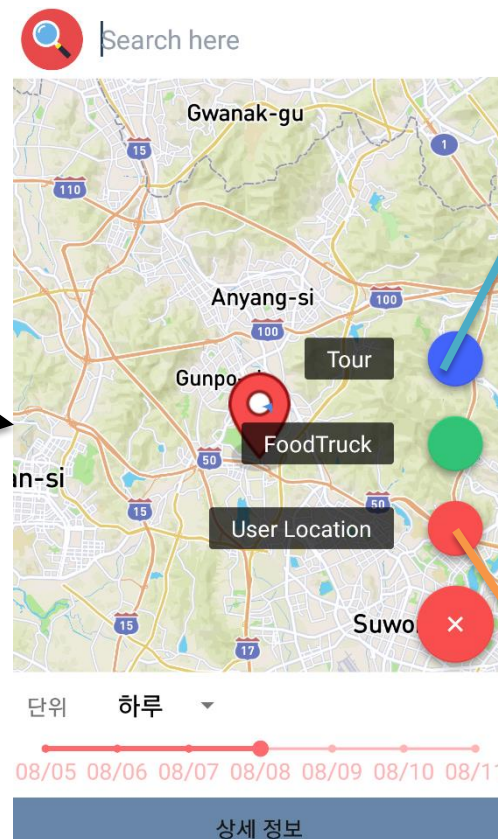 Search here
Gwanak-gu
15
1
110
Anyang-si
100
100
Tour
Gunpo
FoodTruck
50
an-si
50
15
User Location
15
Suwo
17
단위 하루
08/05 08/06 08/07 08/08 08/09 08/10 08/11
상세 정보